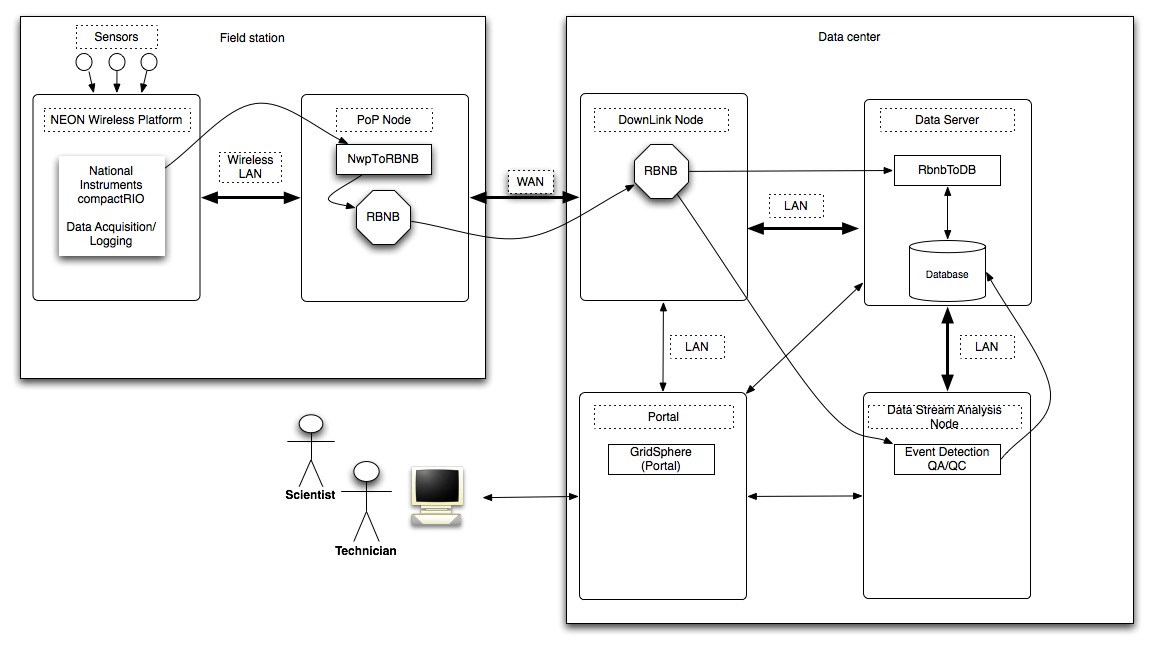 Sensors
Field station
NEON Wireless Platform
National
Instruments
compactRIO
Data Acquisition/
Logging
Wireless
LAN
PoP Node
NwpToRBNB
RBNB
WAN
Data center
DownLink Node
RBNB
LAN
Data Server
RbnbToDB
Database
LAN
LAN
Portal
GridSphere
(Portal)
Data Stream Analysis
Node
Event Detection
QA/QC
Scientist
Technician